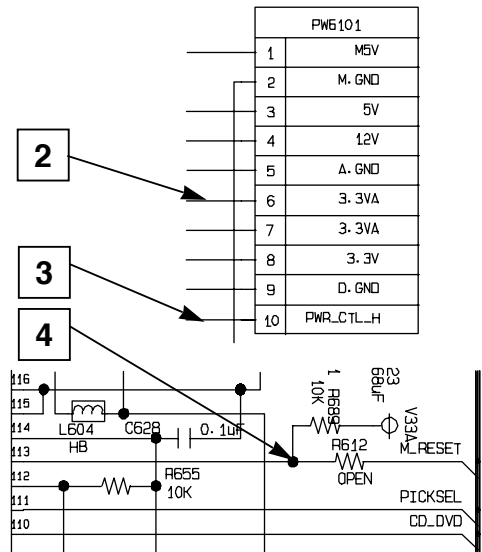 PW6101
1 M5V
2 M. GND
3 5V
4 12V
5 A. GND
6 3. 3VA
7 3. 3VA
8 3. 3V
9 D. GND
10 PWR_CTL_H
2
3
4
116
115
114
113
112
111
110
L604
HB
C628
0. 1uF
R655
10K
1
10K
R689
23
68uF
V33A
R612
OPEN
M_RESET
PICKSEL
CD_DVD